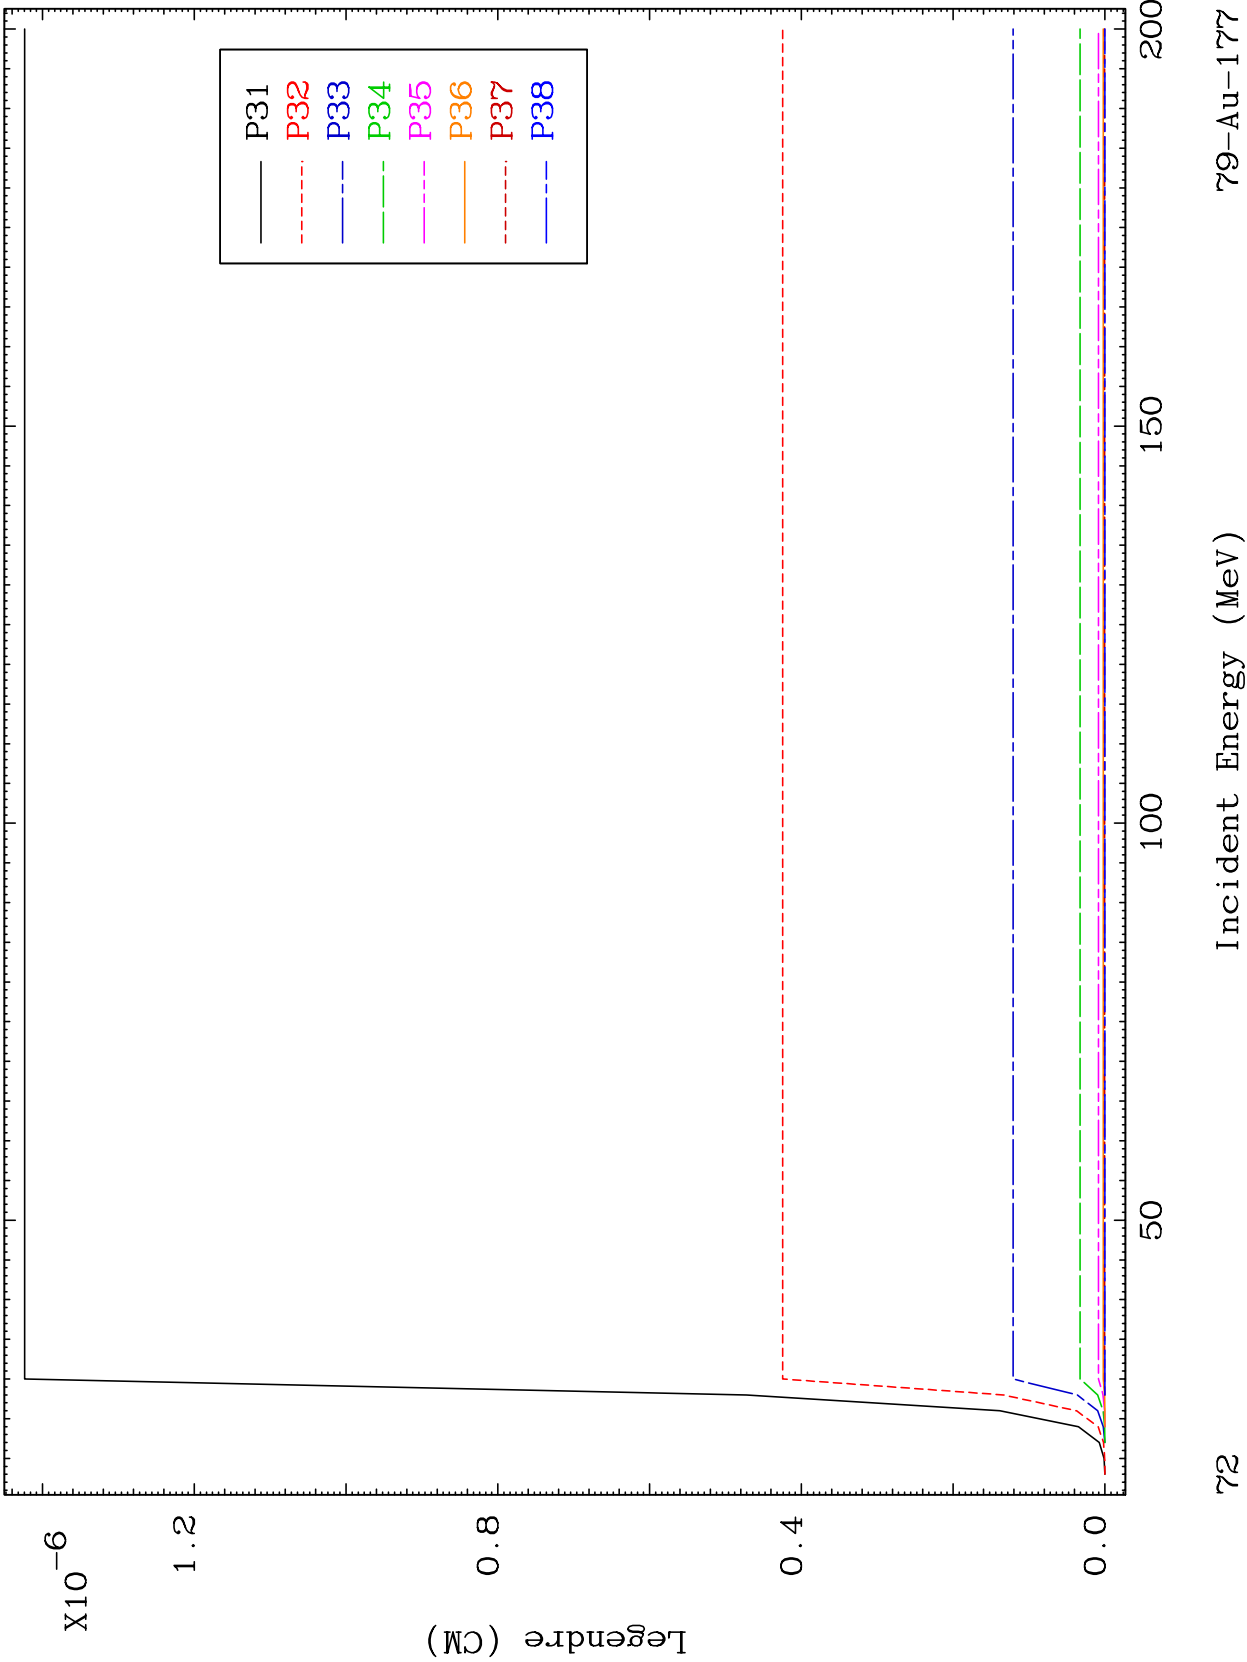 X10-6
1.2
0.8
0.4
0.0
Legendre (CM)
P31
P32
P33
P34
P35
P36
P37
P38
50
100
150
200
72
Incident Energy (MeV)
79-Au-177